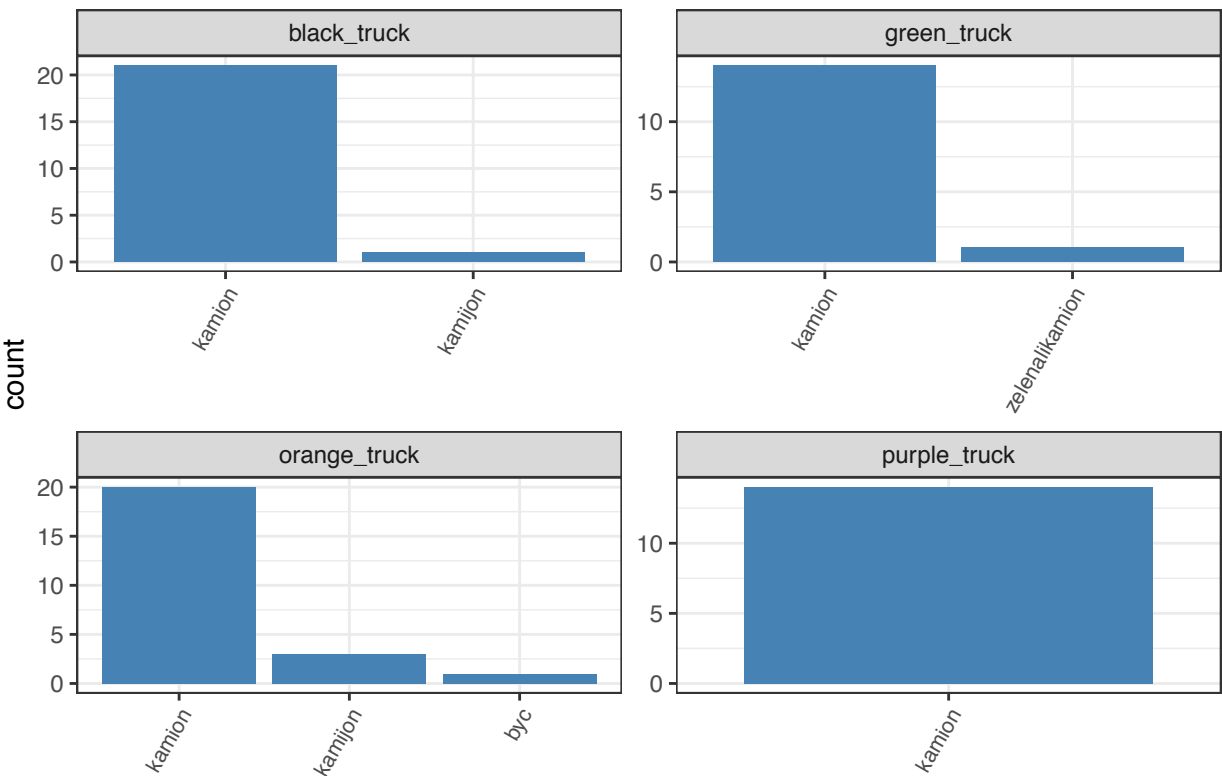 black_truck
20
15
10
5
0
kamion
kamijon
green_truck
10
5
0
kamion
zelenalikamion
count
orange_truck
20
15
10
5
0
kamion
kamijon
byc
purple_truck
10
5
0
kamion